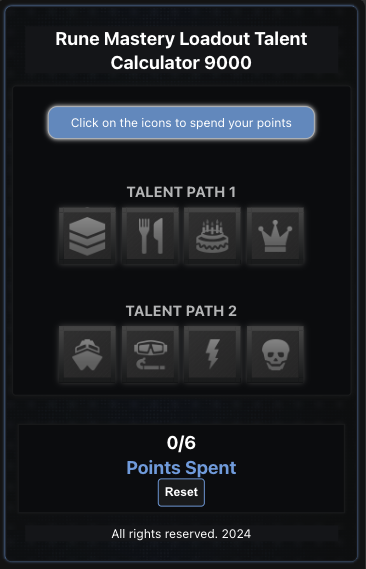 Rune Mastery Loadout Talent
Calculator 9000
Click on the icons to spend your points
TALENT PATH 1
TALENT PATH 2
0/6
Points Spent
Reset
All rights reserved. 2024